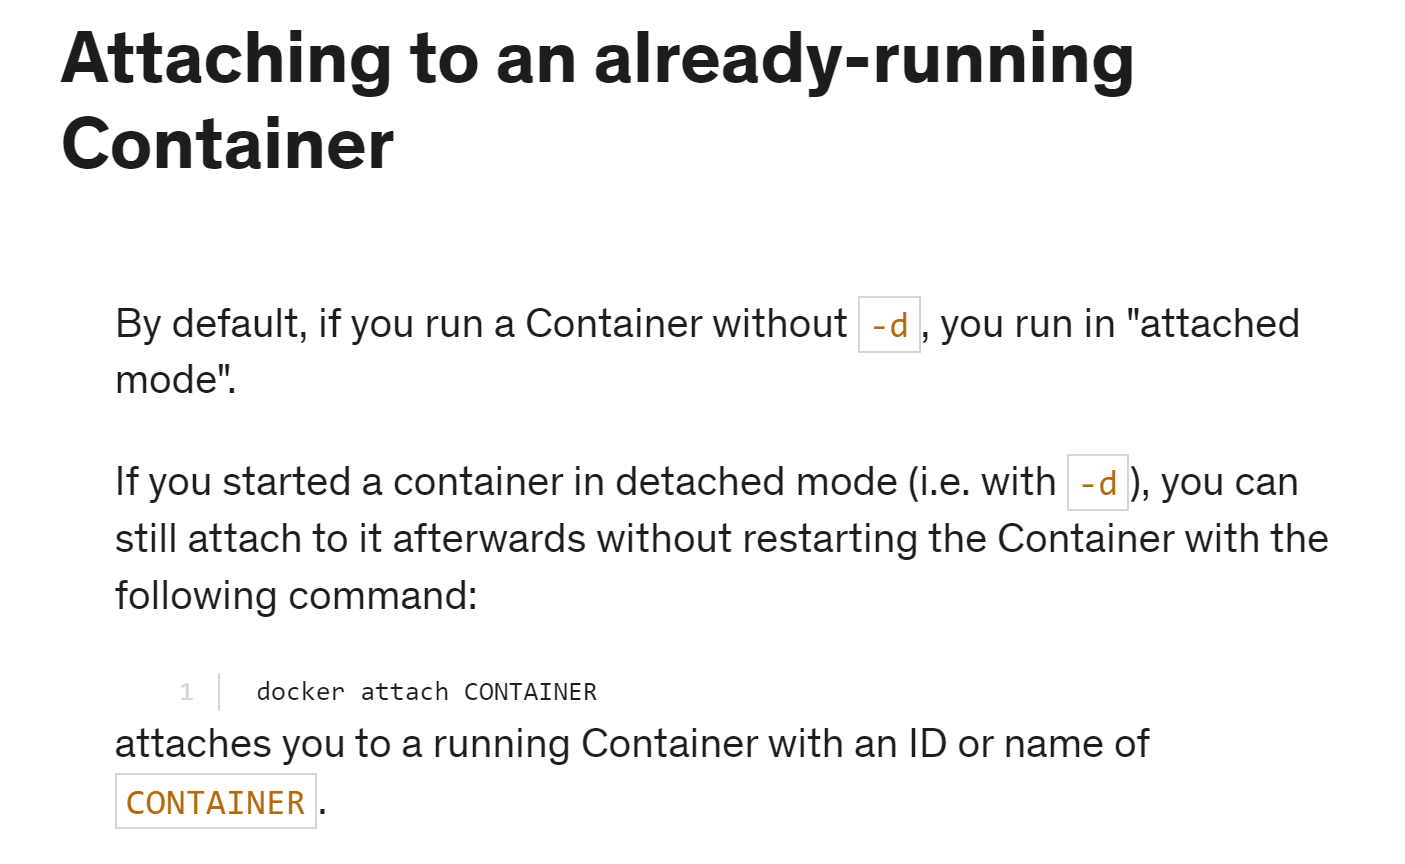 Attaching to an already-running
Container
By default, if you run a Container without -d, you run in "attached
mode".
If you started a container in detached mode (i.e. with -d), you can
still attach to it afterwards without restarting the Container with the
following command:
1 docker attach CONTAINER
attaches you to a running Container with an ID or name of
CONTAINER.